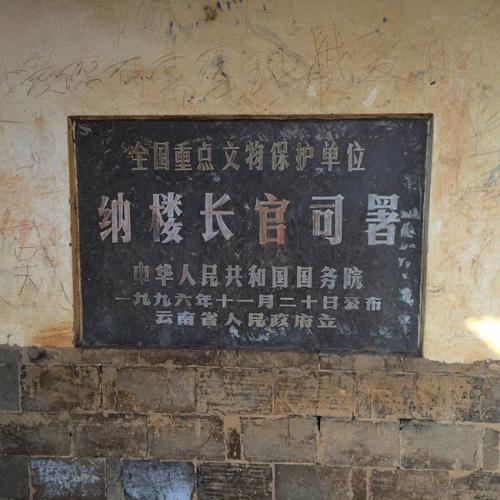 全国重点文物保护单位
纳楼长官司署
中华人民共和国国务院
一九九六年十一月二十日公布
云南省人民政府立